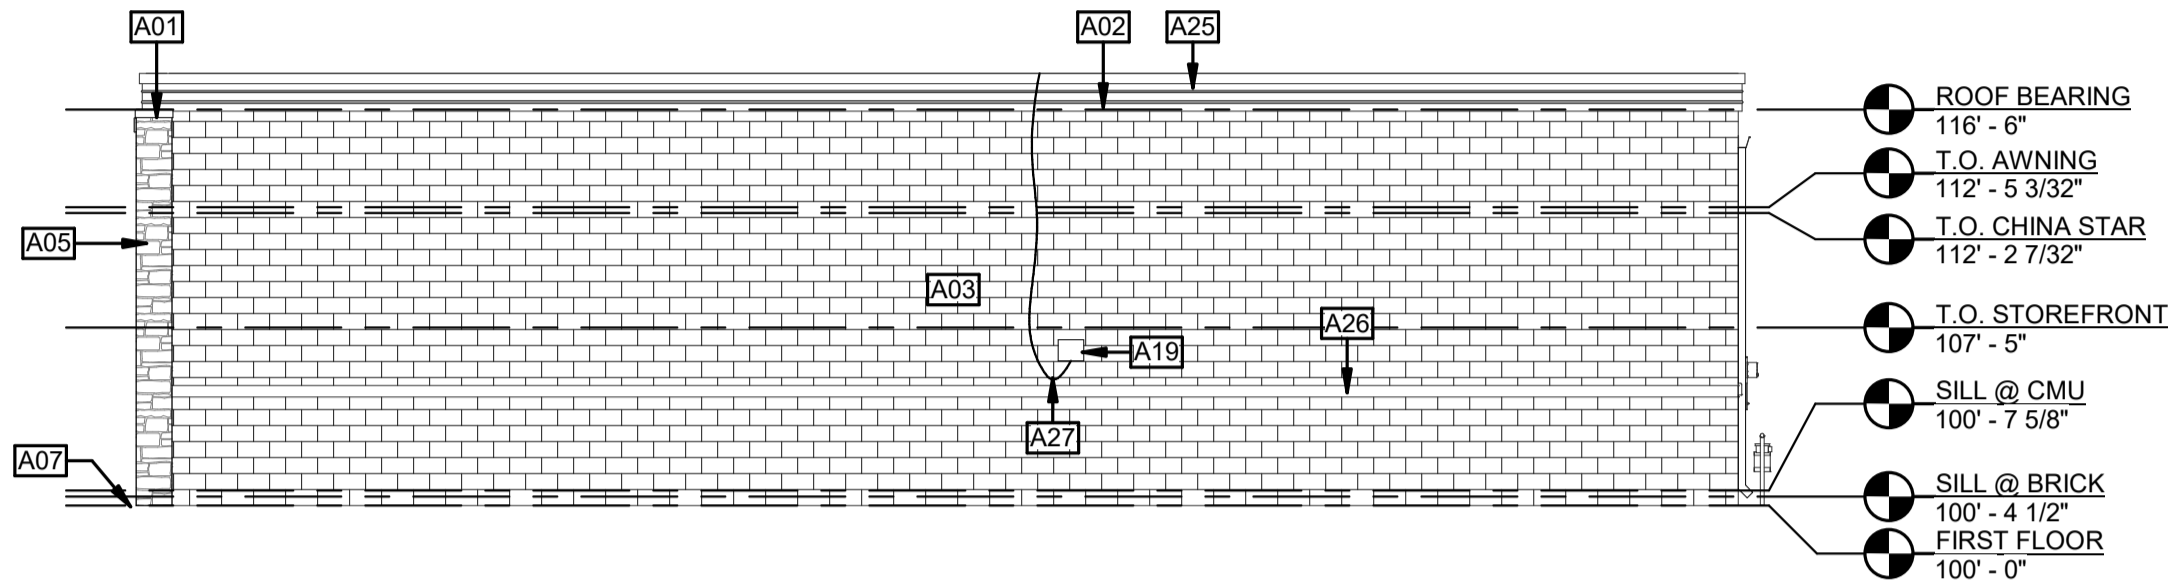 A01
A02
A25
A05
A03
A26
A19
A27
A07
ROOF BEARING
116' - 6"
T.O. AWNING
112' - 5 3/32"
T.O. CHINA STAR
112' - 2 7/32"
T.O. STOREFRONT
107' - 5"
SILL @ CMU
100' - 7 5/8"
SILL @ BRICK
100' - 4 1/2"
FIRST FLOOR
100' - 0"